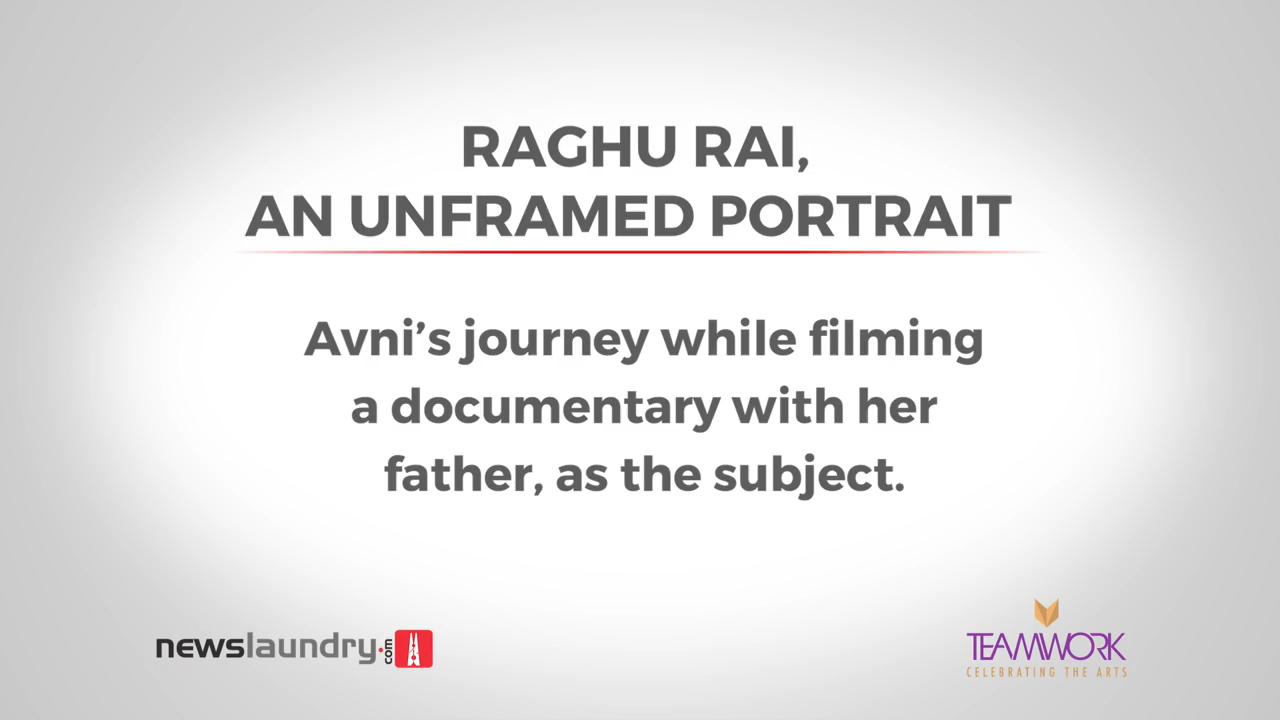 RAGHU RAI,
AN UNFRAMED PORTRAIT
Avni’s journey while filming
a documentary with her
father, as the subject.
newslaundry.com
TEAMWORK
CELEBRATING THE ARTS